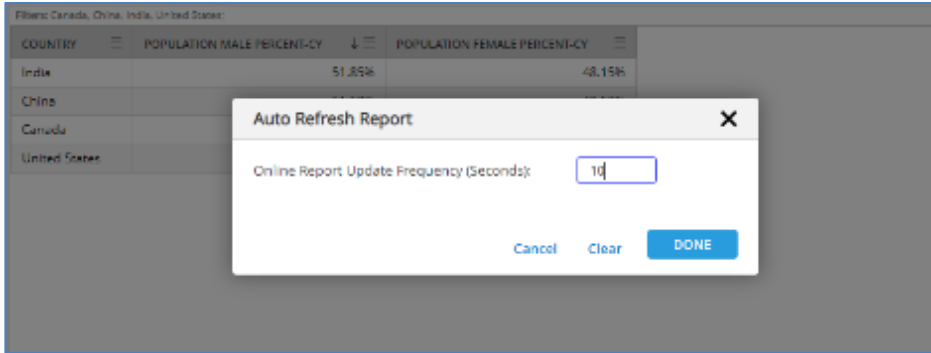 Filters: Canada, China, India, United States:
COUNTRY POPULATION MALE PERCENT-CY POPULATION FEMALE PERCENT-CY
India 51.85% 48.15%
China
Canada
United States
Auto Refresh Report
Online Report Update Frequency (Seconds): 10
Cancel Clear DONE